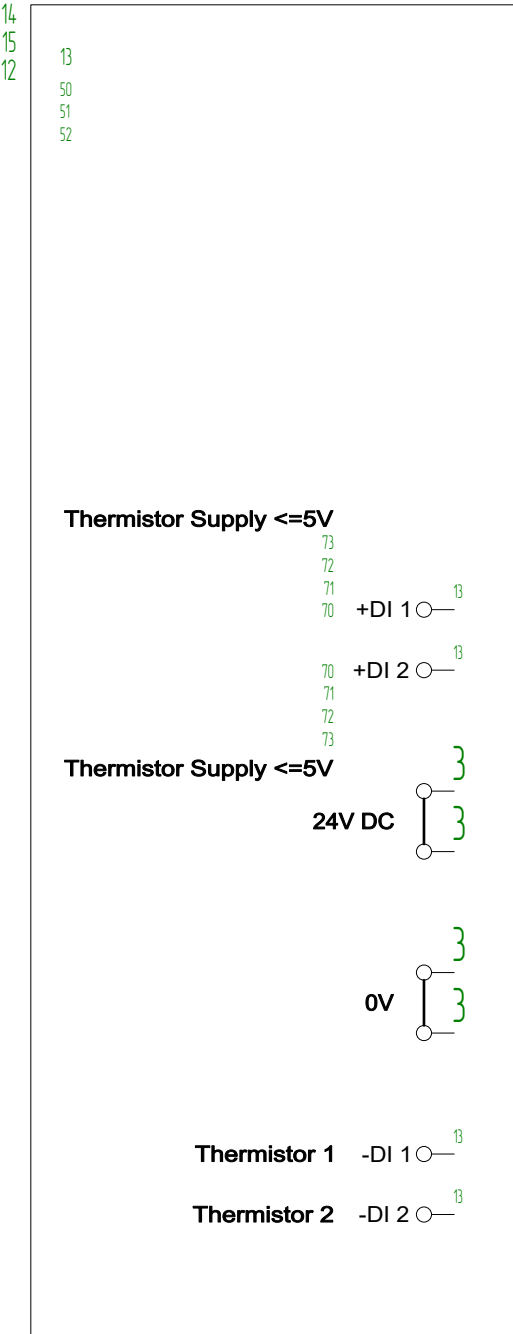 14
15
12
13
50
51
52
Thermistor Supply <=5V
73
72
71
13
70 +DI 1
13
70 +DI 2
71
72
73
3
Thermistor Supply <=5V
24V DC 3
3
0V 3
13
Thermistor 1 -DI 1
13
Thermistor 2 -DI 2